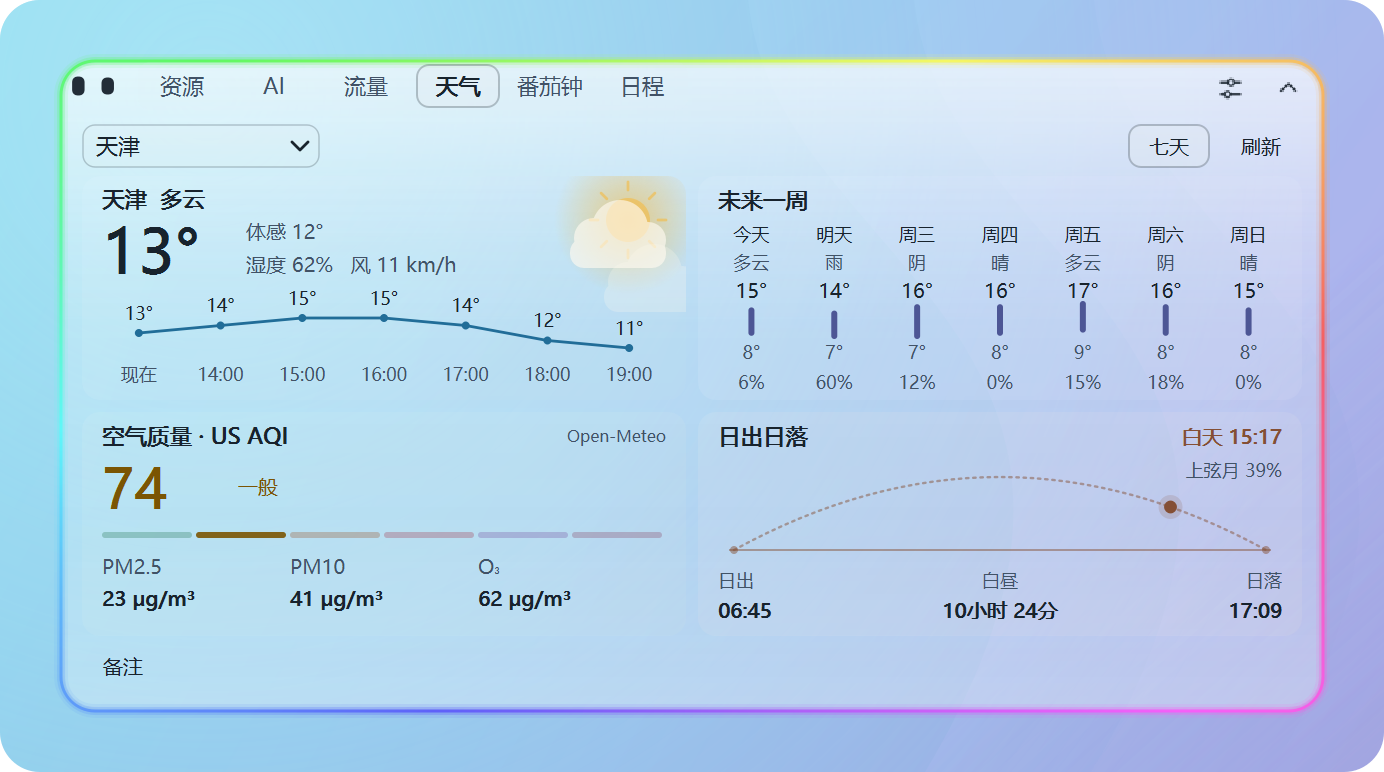 资源 AI 流量 天气 番茄钟 日程
天津 七天 刷新
天津 多云
13°
体感 12°
湿度 62% 风 11 km/h
13° 14° 15° 15° 14° 12° 11°
现在 14:00 15:00 16:00 17:00 18:00 19:00
未来一周
今天 明天 周三 周四 周五 周六 周日
多云 雨 阴 晴 多云 阴 晴
15° 14° 16° 16° 17° 16° 15°
8° 7° 7° 8° 9° 8° 8°
6% 60% 12% 0% 15% 18% 0%
空气质量 · US AQI Open-Meteo
74 一般
PM2.5 PM10 O₃
23 μg/m³ 41 μg/m³ 62 μg/m³
日出日落 白天 15:17
上弦月 39%
日出 白昼 日落
06:45 10小时 24分 17:09
备注